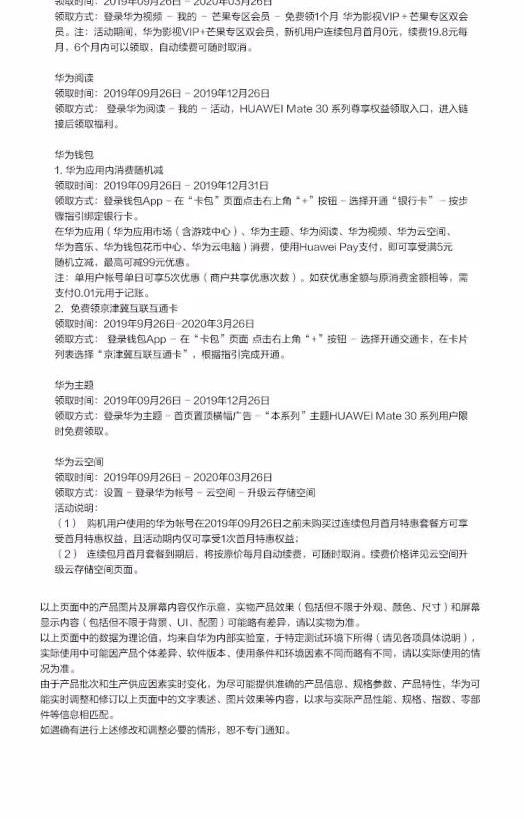 领取时间：2019年09月26日 – 2020年03月26日
领取方式：登录华为视频 – 我的 – 芒果专区会员 – 免费领1个月 华为影视VIP+芒果专区双会
员。注：活动期间，华为影视VIP+芒果专区双会员，新机用户连续包月首月0元，续费19.8元每
月，6个月内可以领取，自动续费可随时取消。
华为阅读
领取时间：2019年09月26日 – 2019年12月26日
领取方式： 登录华为阅读 – 我的 – 活动，HUAWEI Mate 30 系列尊享权益领取入口，进入链
接后领取福利。
华为钱包
1. 华为应用内消费随机减
领取时间：2019年09月26日 – 2019年12月31日
领取方式：登录钱包App – 在“卡包”页面点击右上角“+”按钮 – 选择开通“银行卡” – 按步
骤指引绑定银行卡。
在华为应用（华为应用市场（含游戏中心）、华为主题、华为阅读、华为视频、华为云空间、
华为音乐、华为钱包花币中心、华为云电脑）消费，使用Huawei Pay支付，即可享受满5元
随机立减，最高可减99元优惠。
注：单用户帐号单日可享5次优惠（商户共享优惠次数）。如获优惠金额与原消费金额相等，需
支付0.01元用于记账。
2. 免费领京津冀互联互通卡
领取时间：2019年9月26日–2020年3月26日
领取方式： 登录钱包App – 在“卡包”页面 点击右上角“+”按钮 – 选择开通交通卡，在卡片
列表选择“京津冀互联互通卡”，根据指引完成开通。
华为主题
领取时间：2019年09月26日 – 2019年12月26日
领取方式：登录华为主题 – 首页置顶横幅广告 –“本系列”主题HUAWEI Mate 30 系列用户限
时免费领取。
华为云空间
领取时间：2019年09月26日 – 2020年03月26日
领取方式：设置 – 登录华为帐号 – 云空间 – 升级云存储空间
活动说明：
（1） 购机用户使用的华为帐号在2019年09月26日之前未购买过连续包月首月特惠套餐方可享
受首月特惠权益，且活动期内仅可享受1次首月特惠权益；
（2） 连续包月首月套餐到期后，将按原价每月自动续费，可随时取消。续费价格详见云空间升
级云存储空间页面。
以上页面中的产品图片及屏幕内容仅作示意，实物产品效果（包括但不限于外观、颜色、尺寸）和屏幕
显示内容（包括但不限于背景、UI、配图）可能略有差异，请以实物为准。
以上页面中的数据为理论值，均来自华为内部实验室，于特定测试环境下所得（请见各项具体说明），
实际使用中可能因产品个体差异、软件版本、使用条件和环境因素不同而略有不同，请以实际使用的情
况为准。
由于产品批次和生产供应因素实时变化，为尽可能提供准确的产品信息、规格参数、产品特性，华为可
能实时调整和修订以上页面中的文字表述、图片效果等内容，以求与实际产品性能、规格、指数、零部
件等信息相匹配。
如遇确有进行上述修改和调整必要的情形，恕不专门通知。